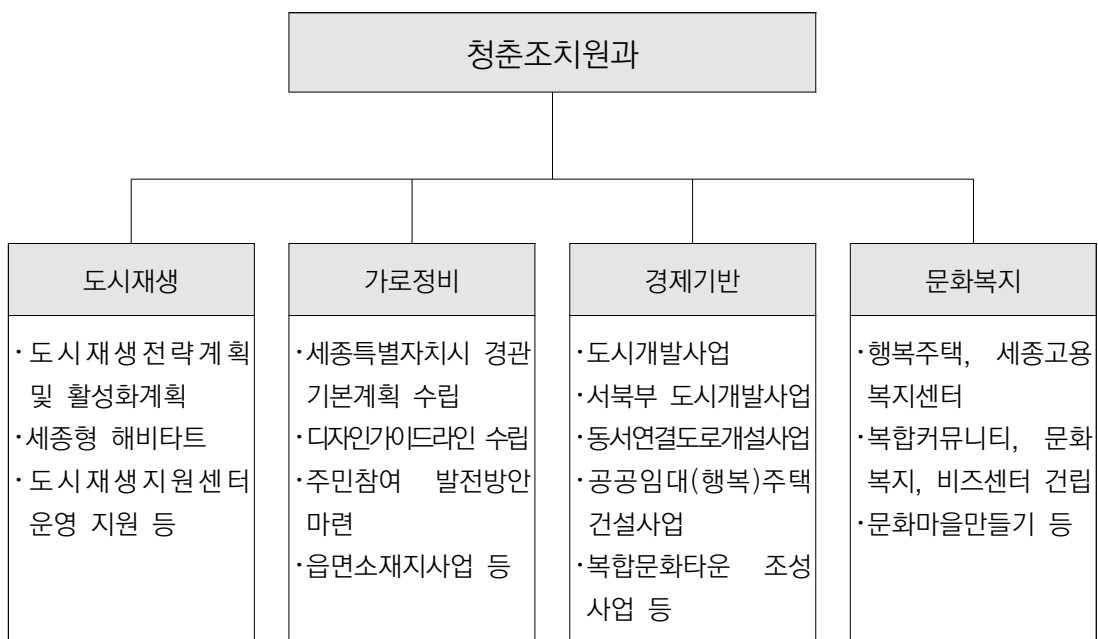 청춘조치원과
도시재생
·도시재생전략계획
및 활성화계획
·세종형 해비타트
·도시재생지원센터
운영 지원 등
가로정비
·세종특별자치시 경관
기본계획 수립
·디자인가이드라인 수립
·주민참여 발전방안
마련
·읍면소재지사업 등
경제기반
·도시개발사업
·서북부 도시개발사업
·동서연결도로개설사업
·공공임대(행복)주택
건설사업
·복합문화타운 조성
사업 등
문화복지
·행복주택, 세종고용
복지센터
·복합커뮤니티, 문화
복지, 비즈센터 건립
·문화마을만들기 등